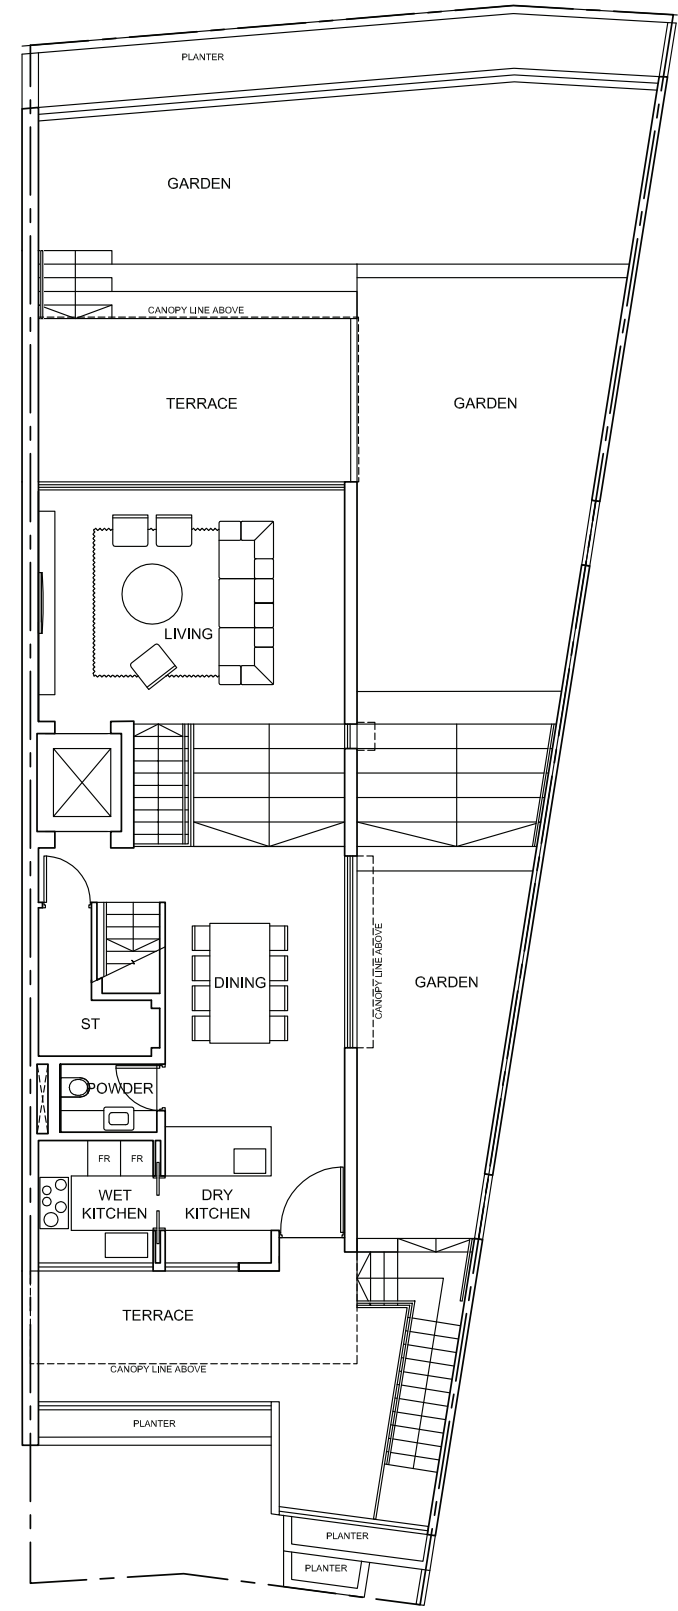 PLANTER
GARDEN
CANOPY LINE ABOVE
TERRACE
GARDEN
LIVING
DINING
CANOPY LINE ABOVE
GARDEN
ST
POWDER
FR
FR
WET
KITCHEN
DRY
KITCHEN
TERRACE
CANOPY LINE ABOVE
PLANTER
PLANTER
PLANTER